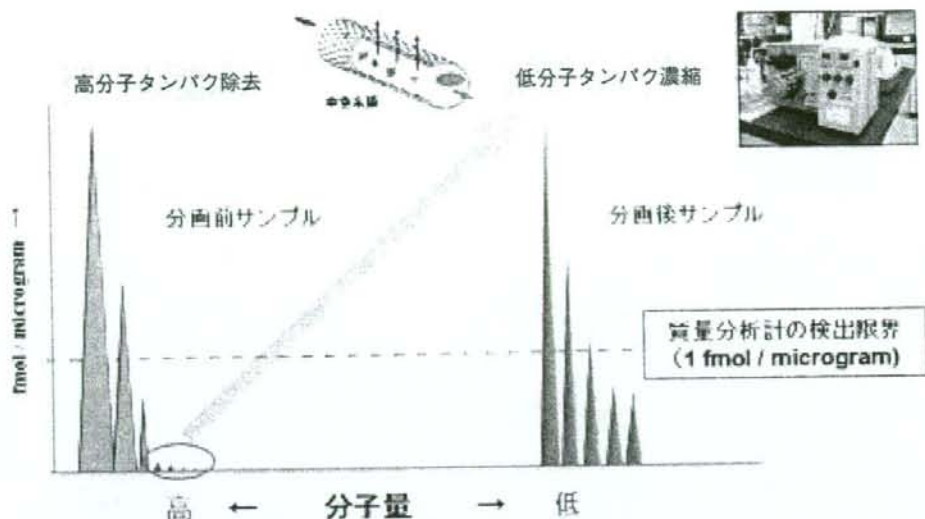 高分子タンパク除去
低分子タンパク濃縮
分画前サンプル
分画後サンプル
fmol / microgram →
質量分析計の検出限界
(1 fmol / microgram)
高 ← 分子量 → 低